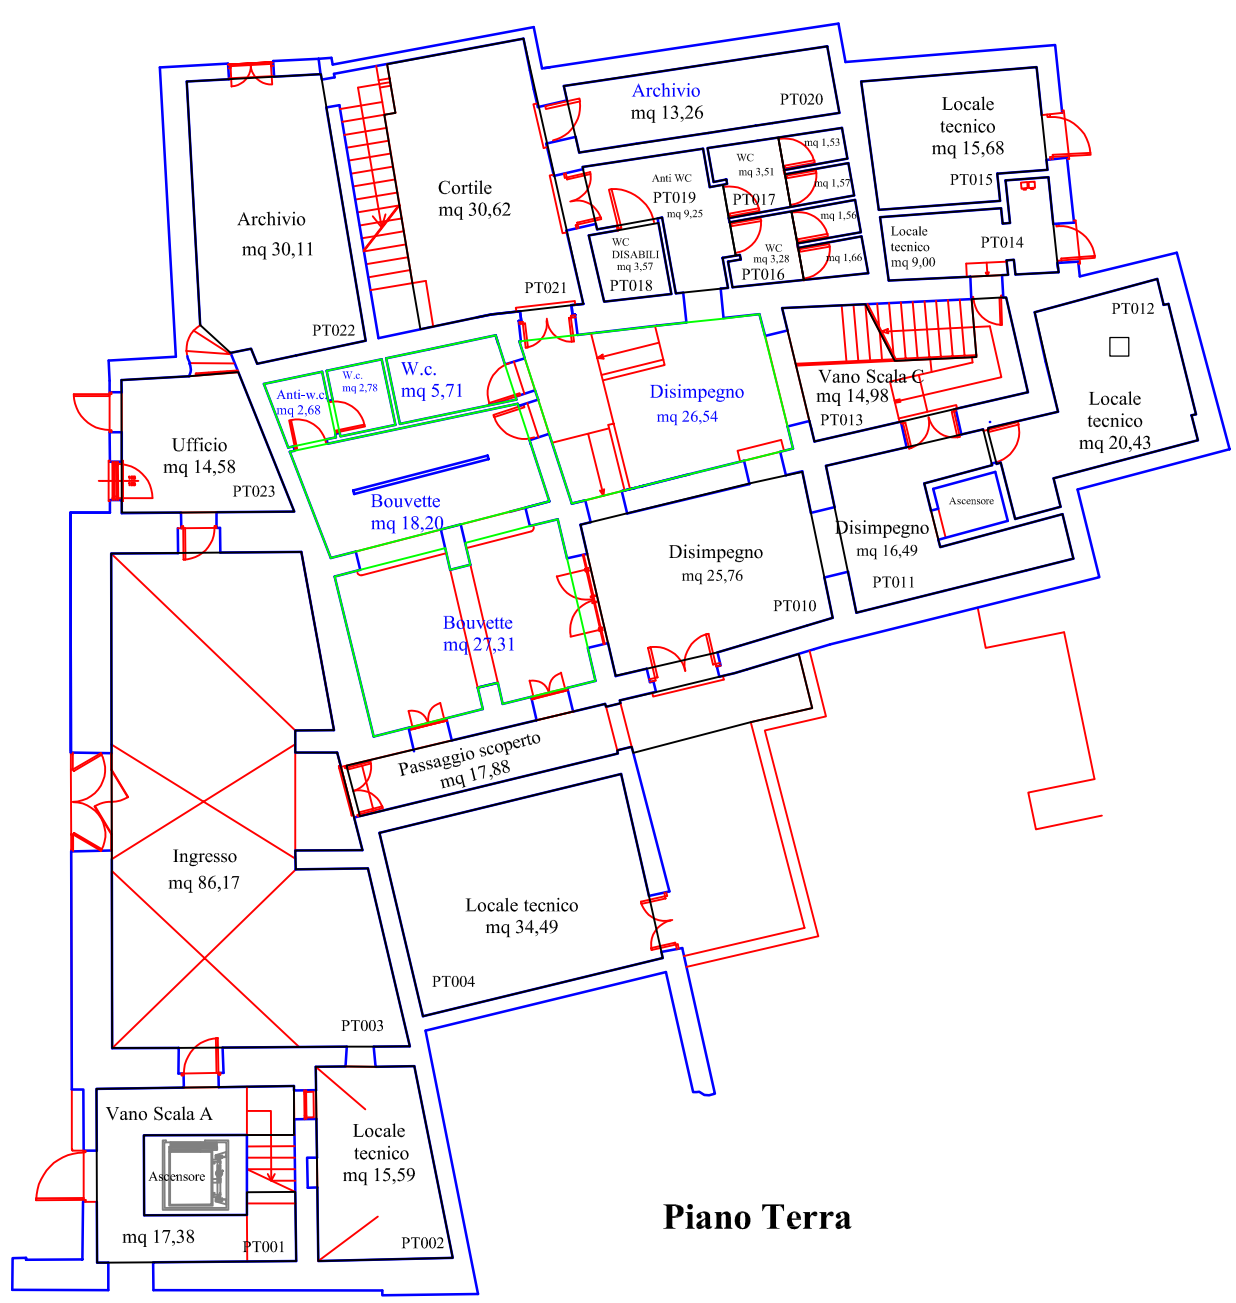 Archivio
mq 30,11
PT022
Cortile
mq 30,62
PT021
Archivio
mq 13,26
PT020
Anti WC
PT019
mq 9,25
WC
DISABILI
mq 3,57
PT018
WC
mq 3,51
PT017
mq 1,53
mq 1,57
mq 1,56
mq 1,66
WC
mq 3,28
PT016
Locale
tecnico
mq 15,68
PT015
Locale
tecnico
mq 9,00
PT014
PT012
Locale
tecnico
mq 20,43
Vano Scala C
mq 14,98
PT013
Anti-w.c.
mq 2,68
W.c.
mq 2,78
W.c.
mq 5,71
Disimpegno
mq 26,54
Ufficio
mq 14,58
PT023
Bouvette
mq 18,20
Ascensore
Disimpegno
mq 16,49
PT011
Disimpegno
mq 25,76
PT010
Bouvette
mq 27,31
Passaggio scoperto
mq 17,88
Ingresso
mq 86,17
PT003
Locale tecnico
mq 34,49
PT004
Vano Scala A
Ascensore
mq 17,38
PT001
Locale
tecnico
mq 15,59
PT002
Piano Terra